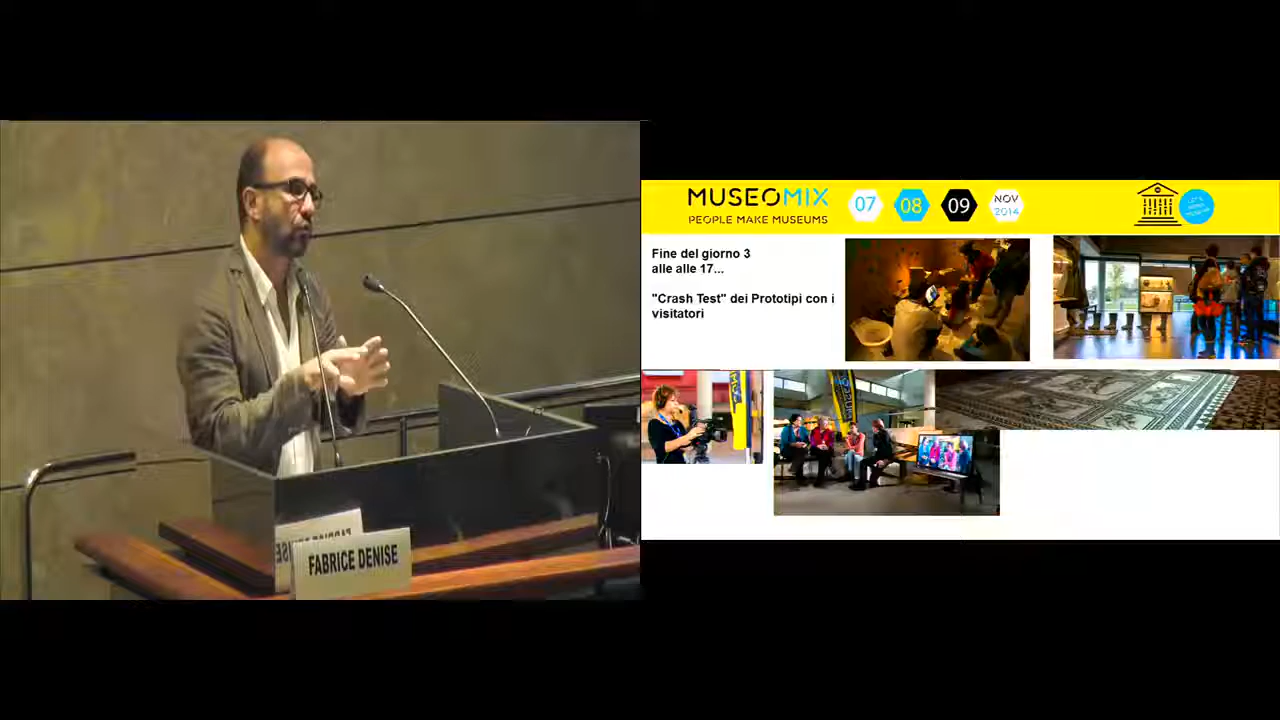 FABRICE DENISE
MUSEOMIX
PEOPLE MAKE MUSEUMS
07
08
09
NOV
2014
Fine del giorno 3
alle alle 17...
"Crash Test" dei Prototipi con i
visitatori